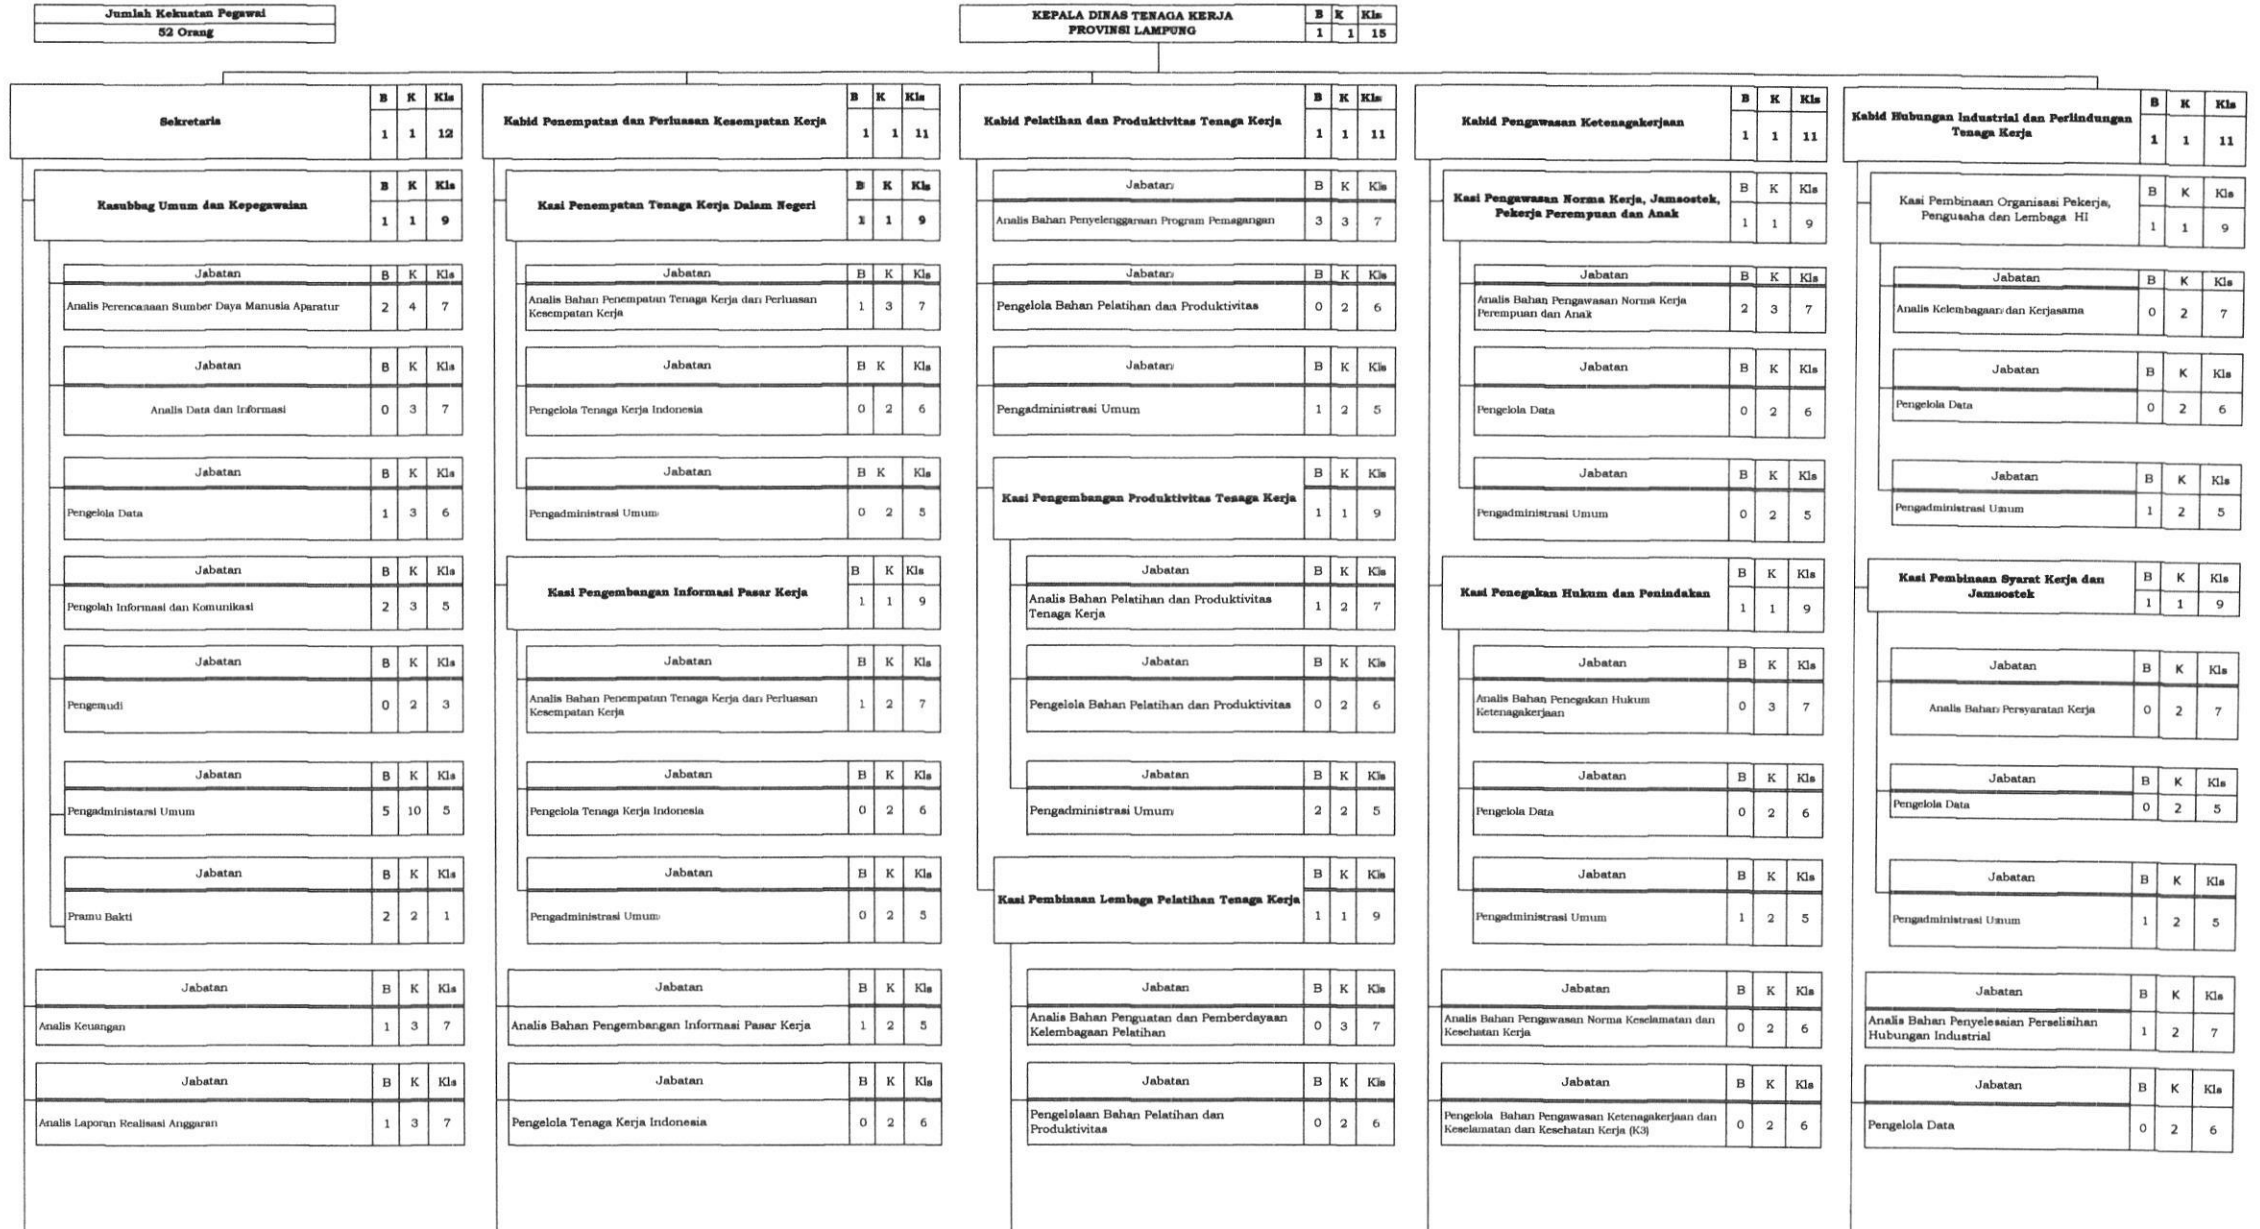 Jumlah Kekuatan Pegawai
52 Orang
KEPALA DINAS TENAGA KERJA
PROVINSI LAMPUNG
B K Kls
1 1 15
Sekretaris
B K Kls
1 1 12
Kasubbag Umum dan Kepegawaian
B K Kls
1 1 9
Jabatan B K Kls
Analis Perencanaan Sumber Daya Manusia Aparatur 2 4 7
Jabatan B K Kls
Analis Data dan Informasi 0 3 7
Jabatan B K Kls
Pengelola Data 1 3 6
Jabatan B K Kls
Pengolah Informasi dan Komunikasi 2 3 5
Jabatan B K Kls
Pengemudi 0 2 3
Jabatan B K Kls
Pengadministarsi Umum 5 10 5
Jabatan B K Kls
Pramu Bakti 2 2 1
Jabatan B K Kls
Analis Keuangan 1 3 7
Jabatan B K Kls
Analis Laporan Realisasi Anggaran 1 3 7
Kabid Penempatan dan Perluasan Kesempatan Kerja
B K Kls
1 1 11
Kasi Penempatan Tenaga Kerja Dalam Negeri
B K Kls
1 1 9
Jabatan B K Kls
Analis Bahan Penempatan Tenaga Kerja dan Perluasan
Kesempatan Kerja
1 3 7
Jabatan B K Kls
Pengelola Tenaga Kerja Indonesia 0 2 6
Jabatan B K Kls
Pengadministrasi Umum 0 2 5
Kasi Pengembangan Informasi Pasar Kerja
B K Kls
1 1 9
Jabatan B K Kls
Analis Bahan Penempatan Tenaga Kerja dan Perluasan
Kesempatan Kerja
1 2 7
Jabatan B K Kls
Pengelola Tenaga Kerja Indonesia 0 2 6
Jabatan B K Kls
Pengadministrasi Umum 0 2 5
Jabatan B K Kls
Analis Bahan Pengembangan Informasi Pasar Kerja 1 2 5
Jabatan B K Kls
Pengelola Tenaga Kerja Indonesia 0 2 6
Kabid Pelatihan dan Produktivitas Tenaga Kerja
B K Kls
1 1 11
Jabatan B K Kls
Analis Bahan Penyelenggaraan Program Pemagangan 3 3 7
Jabatan B K Kls
Pengelola Bahan Pelatihan dan Produktivitas 0 2 6
Jabatan B K Kls
Pengadministrasi Umum 1 2 5
Kasi Pengembangan Produktivitas Tenaga Kerja
B K Kls
1 1 9
Jabatan B K Kls
Analis Bahan Pelatihan dan Produktivitas
Tenaga Kerja
1 2 7
Jabatan B K Kls
Pengelola Bahan Pelatihan dan Produktivitas 0 2 6
Jabatan B K Kls
Pengadministrasi Umum 2 2 5
Kasi Pembinaan Lembaga Pelatihan Tenaga Kerja
B K Kls
1 1 9
Jabatan B K Kls
Analis Bahan Penguatan dan Pemberdayaan
Kelembagaan Pelatihan
0 3 7
Jabatan B K Kls
Pengelolaan Bahan Pelatihan dan
Produktivitas
0 2 6
Kabid Pengawasan Ketenagakerjaan
B K Kls
1 1 11
Kasi Pengawasan Norma Kerja, Jamsostek,
Pekerja Perempuan dan Anak
B K Kls
1 1 9
Jabatan B K Kls
Analis Bahan Pengawasan Norma Kerja
Perempuan dan Anak
2 3 7
Jabatan B K Kls
Pengelola Data 0 2 6
Jabatan B K Kls
Pengadministrasi Umum 0 2 5
Kasi Penegakan Hukum dan Penindakan
B K Kls
1 1 9
Jabatan B K Kls
Analis Bahan Penegakan Hukum
Ketenagakerjaan
0 3 7
Jabatan B K Kls
Pengelola Data 0 2 6
Jabatan B K Kls
Pengadministrasi Umum 1 2 5
Jabatan B K Kls
Analis Bahan Pengawasan Norma Keselamatan dan
Kesehatan Kerja
0 2 6
Jabatan B K Kls
Pengelola Bahan Pengawasan Ketenagakerjaan dan
Keselamatan dan Kesehatan Kerja (K3)
0 2 6
Kabid Hubungan Industrial dan Perlindungan
Tenaga Kerja
B K Kls
1 1 11
Kasi Pembinaan Organisasi Pekerja,
Pengusaha dan Lembaga HI
B K Kls
1 1 9
Jabatan B K Kls
Analis Kelembagaan dan Kerjasama 0 2 7
Jabatan B K Kls
Pengelola Data 0 2 6
Jabatan B K Kls
Pengadministrasi Umum 1 2 5
Kasi Pembinaan Syarat Kerja dan
Jamsostek
B K Kls
1 1 9
Jabatan B K Kls
Analis Bahan Persyaratan Kerja 0 2 7
Jabatan B K Kls
Pengelola Data 0 2 5
Jabatan B K Kls
Pengadministrasi Umum 1 2 5
Jabatan B K Kls
Analis Bahan Penyelesaian Perselisihan
Hubungan Industrial
1 2 7
Jabatan B K Kls
Pengelola Data 0 2 6